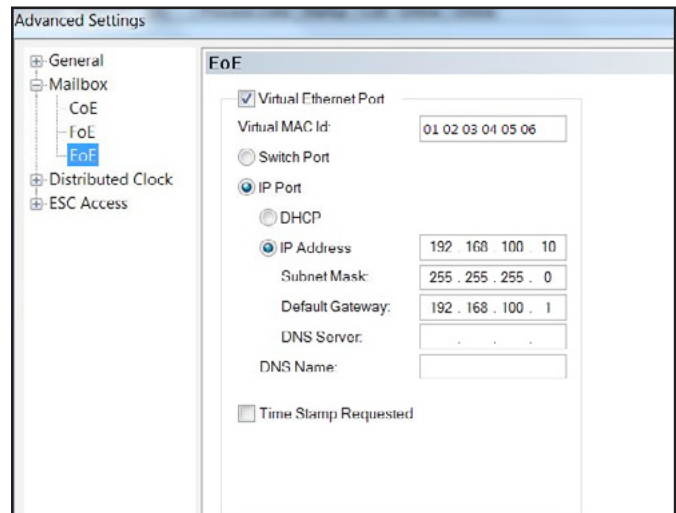 Advanced Settings
General
Mailbox
CoE
FoE
EoE
Distributed Clock
ESC Access
EoE
Virtual Ethernet Port
Virtual MAC Id: 01 02 03 04 05 06
Switch Port
IP Port
DHCP
IP Address 192 . 168 . 100 . 10
Subnet Mask: 255 . 255 . 255 . 0
Default Gateway: 192 . 168 . 100 . 1
DNS Server: . . .
DNS Name:
Time Stamp Requested